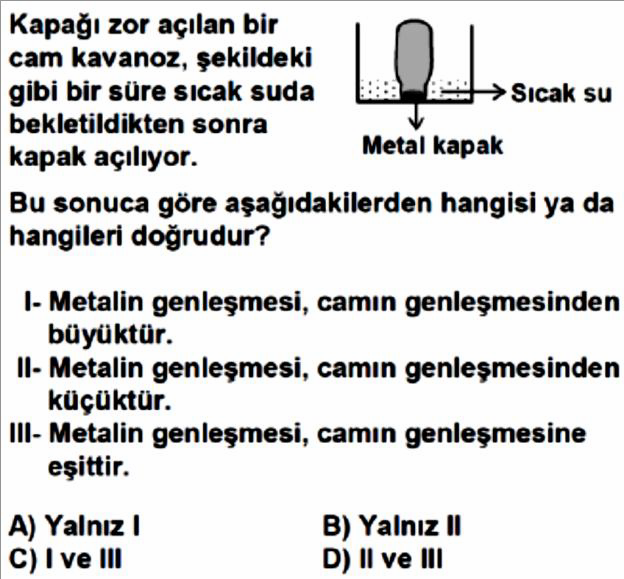 Kapağı zor açılan bir
cam kavanoz, şekildeki
gibi bir süre sıcak suda
bekletildikten sonra
kapak açılıyor.
Sıcak su
Metal kapak
Bu sonuca göre aşağıdakilerden hangisi ya da
hangileri doğrudur?
I- Metalin genleşmesi, camın genleşmesinden
büyüktür.
II- Metalin genleşmesi, camın genleşmesinden
küçüktür.
III- Metalin genleşmesi, camın genleşmesine
eşittir.
A) Yalnız I B) Yalnız II
C) I ve III D) II ve III